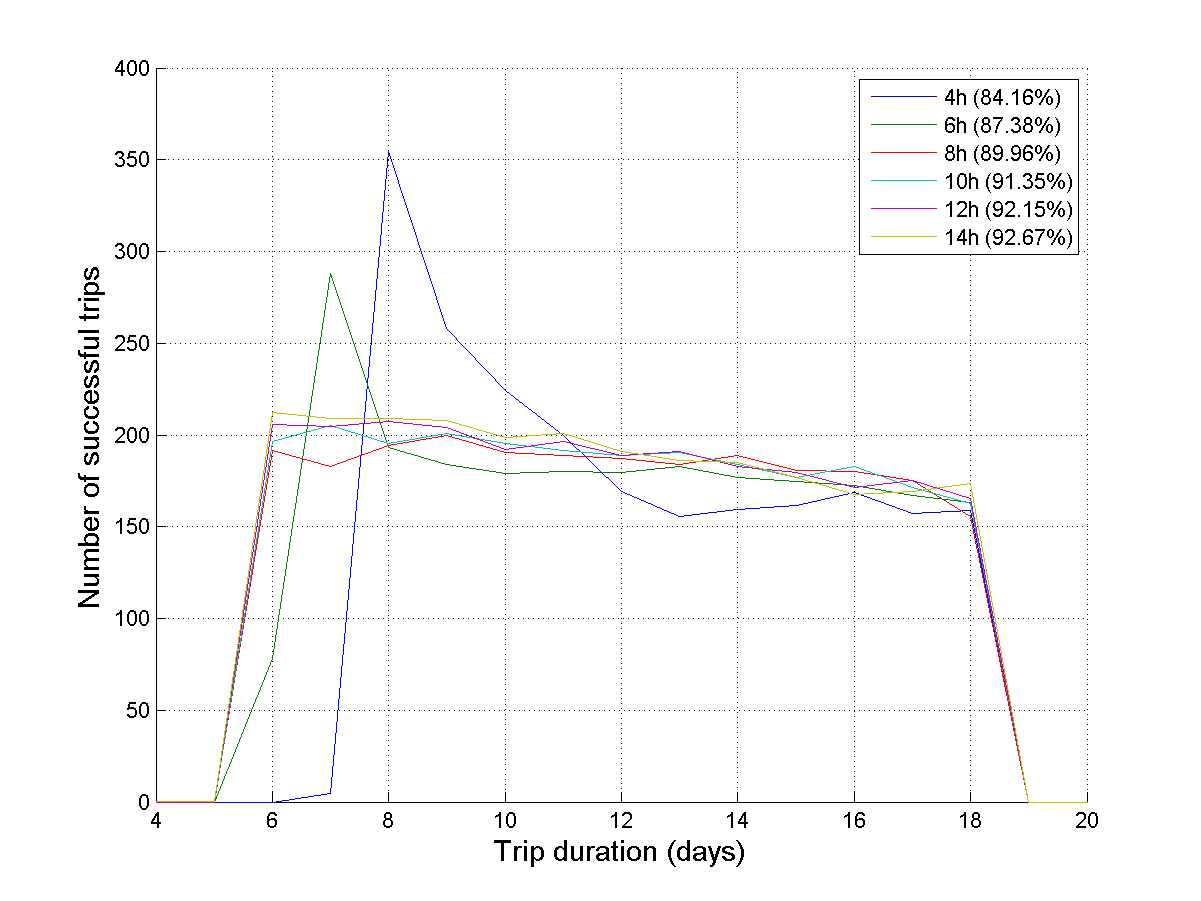 400
350
300
250
200
150
100
50
0
4 6 8 10 12 14 16 18 20
Number of successful trips
Trip duration (days)
4h (84.16%)
6h (87.38%)
8h (89.96%)
10h (91.35%)
12h (92.15%)
14h (92.67%)